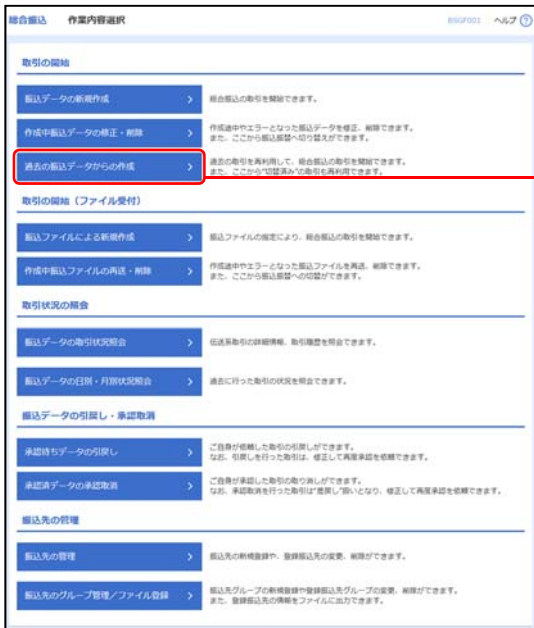 総合振込 作業内容選択 BSGF001 ヘルプ ?
取引の開始
振込データの新規作成 > 総合振込の取引を開始できます。
作成中振込データの修正・削除 > 作成途中やエラーとなった振込データを修正、削除できます。
また、ここから振込振替へ切り替えができます。
過去の振込データからの作成 > 過去の取引を再利用して、総合振込の取引を開始できます。
また、ここから“切替済み”の取引も再利用できます。
取引の開始（ファイル受付）
振込ファイルによる新規作成 > 振込ファイルの指定により、総合振込の取引を開始できます。
作成中振込ファイルの再送・削除 > 作成途中やエラーとなった振込ファイルを再送、削除できます。
また、ここから振込振替への切替ができます。
取引状況の照会
振込データの取引状況照会 > 伝送系取引の詳細情報、取引履歴を照会できます。
振込データの日別・月別状況照会 > 過去に行った取引の状況を照会できます。
振込データの引戻し・承認取消
承認待ちデータの引戻し > ご自身が依頼した取引の引戻しができます。
なお、引戻しを行った取引は、修正して再度承認を依頼できます。
承認済データの承認取消 > ご自身が承認した取引の取り消しができます。
なお、承認取消を行った取引は“差戻し”扱いとなり、修正して再度承認を依頼できます。
振込先の管理
振込先の管理 > 振込先の新規登録や、登録振込先の変更、削除ができます。
振込先のグループ管理／ファイル登録 > 振込先グループの新規登録や登録振込先グループの変更、削除ができます。
また、登録振込先の情報をファイルに出力できます。